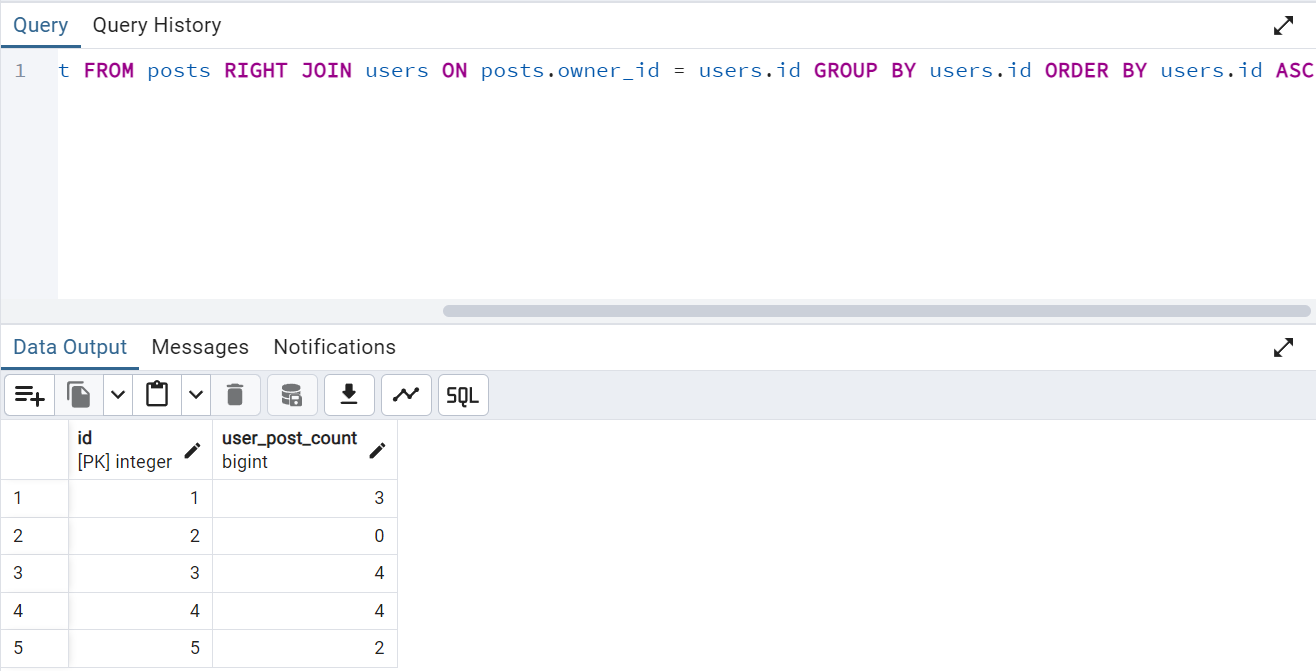 Query Query History
1 t FROM posts RIGHT JOIN users ON posts.owner_id = users.id GROUP BY users.id ORDER BY users.id ASC
Data Output Messages Notifications
SQL
id user_post_count
[PK] integer bigint
1 1 3
2 2 0
3 3 4
4 4 4
5 5 2